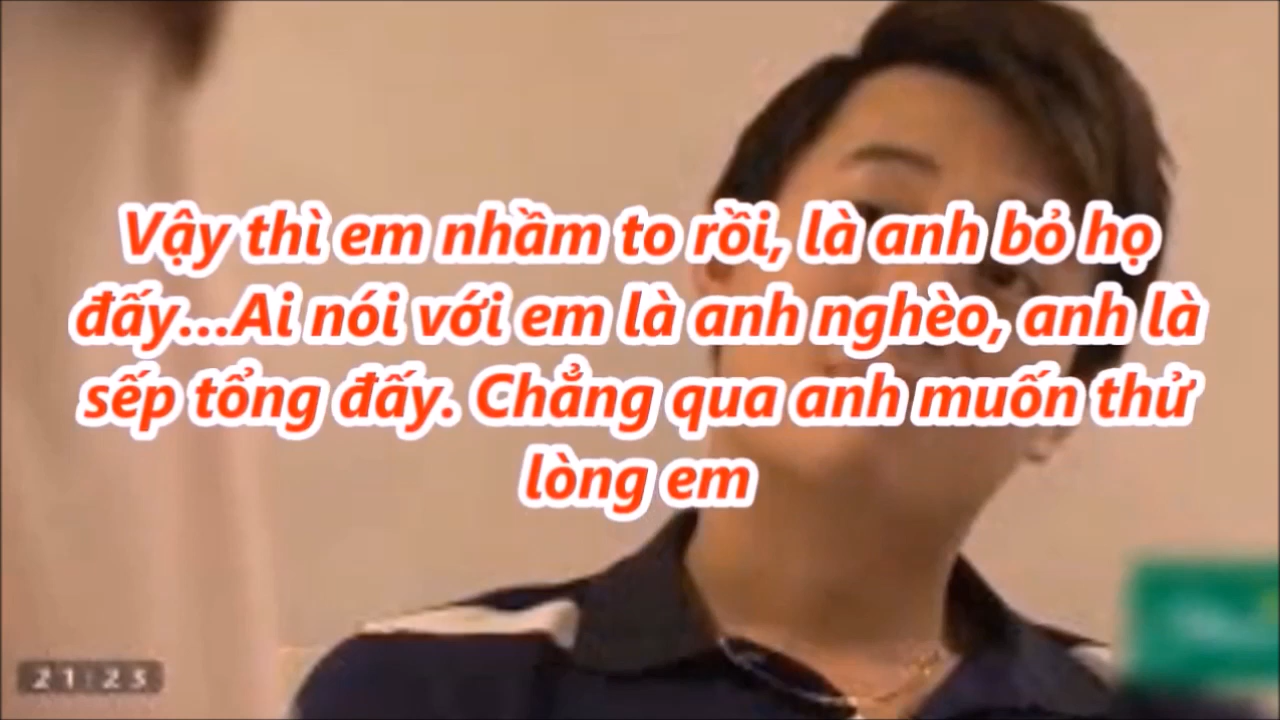 Vậy thì em nhầm to rồi, là anh bỏ họ
đấy...Ai nói với em là anh nghèo, anh là
sếp tổng đấy. Chẳng qua anh muốn thử
lòng em
21:23